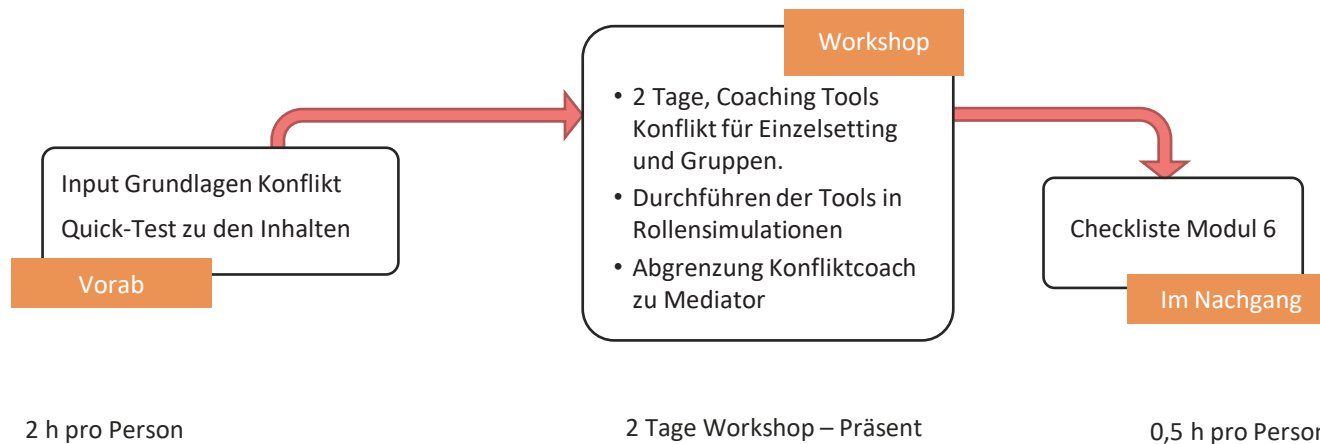 Input Grundlagen Konflikt
Quick-Test zu den Inhalten
Vorab
Workshop
• 2 Tage, Coaching Tools
Konflikt für Einzelsetting
und Gruppen.
• Durchführen der Tools in
Rollensimulationen
• Abgrenzung Konfliktcoach
zu Mediator
Checkliste Modul 6
Im Nachgang
2 h pro Person
2 Tage Workshop – Präsent
0,5 h pro Person